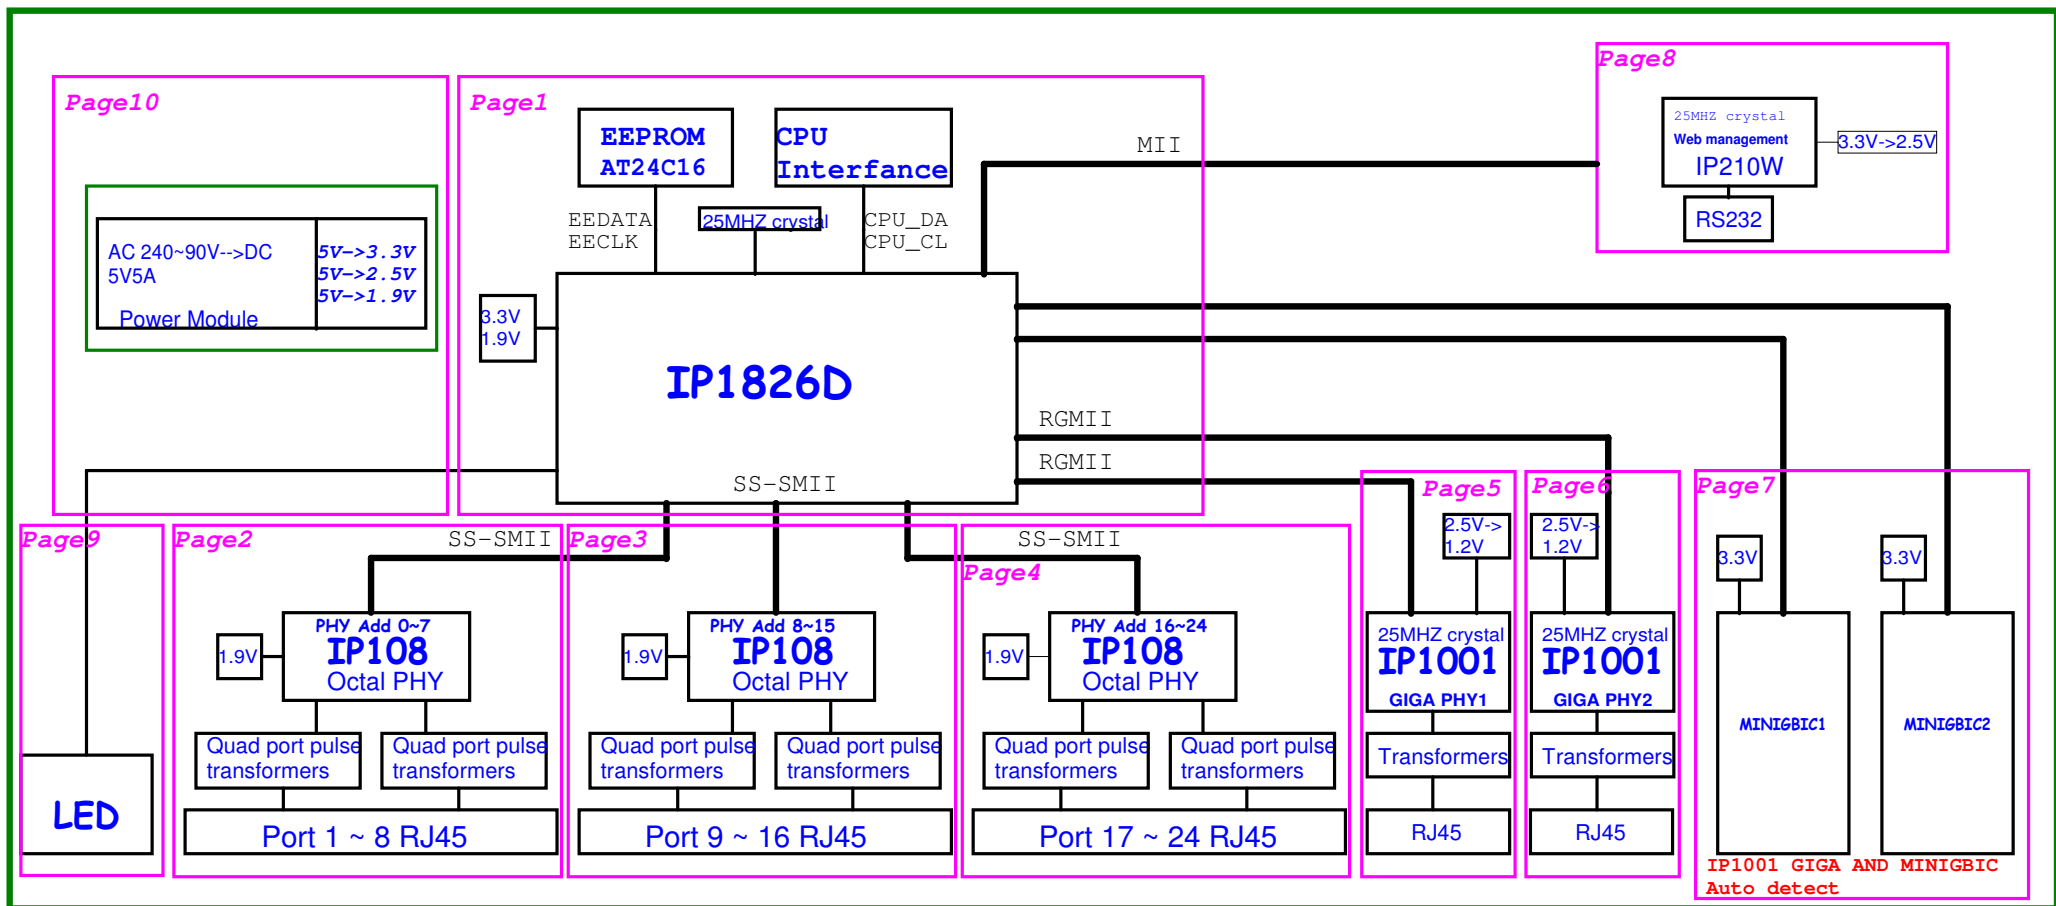 Page10
AC 240~90V-->DC
5V5A
Power Module
5V->3.3V
5V->2.5V
5V->1.9V
Page1
EEPROM
AT24C16
CPU
Interfance
EEDATA
EECLK
25MHZ crystal
CPU_DA
CPU_CL
3.3V
1.9V
IP1826D
SS-SMII
MII
RGMII
RGMII
Page8
25MHZ crystal
Web management
IP210W
3.3V->2.5V
RS232
Page9
LED
Page2
SS-SMII
PHY Add 0~7
IP108
Octal PHY
1.9V
Quad port pulse
transformers
Quad port pulse
transformers
Port 1 ~ 8 RJ45
Page3
PHY Add 8~15
IP108
Octal PHY
1.9V
Quad port pulse
transformers
Quad port pulse
transformers
Port 9 ~ 16 RJ45
SS-SMII
Page4
PHY Add 16~24
IP108
Octal PHY
1.9V
Quad port pulse
transformers
Quad port pulse
transformers
Port 17 ~ 24 RJ45
Page5
2.5V->
1.2V
25MHZ crystal
IP1001
GIGA PHY1
Transformers
RJ45
Page6
2.5V->
1.2V
25MHZ crystal
IP1001
GIGA PHY2
Transformers
RJ45
Page7
3.3V
MINIGBIC1
3.3V
MINIGBIC2
IP1001 GIGA AND MINIGBIC
Auto detect